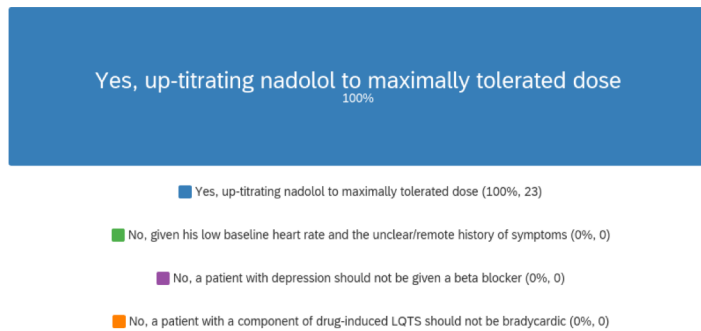 Yes, up-titrating nadolol to maximally tolerated dose
100%
Yes, up-titrating nadolol to maximally tolerated dose (100%, 23)
No, given his low baseline heart rate and the unclear/remote history of symptoms (0%, 0)
No, a patient with depression should not be given a beta blocker (0%, 0)
No, a patient with a component of drug-induced LQTS should not be bradycardic (0%, 0)